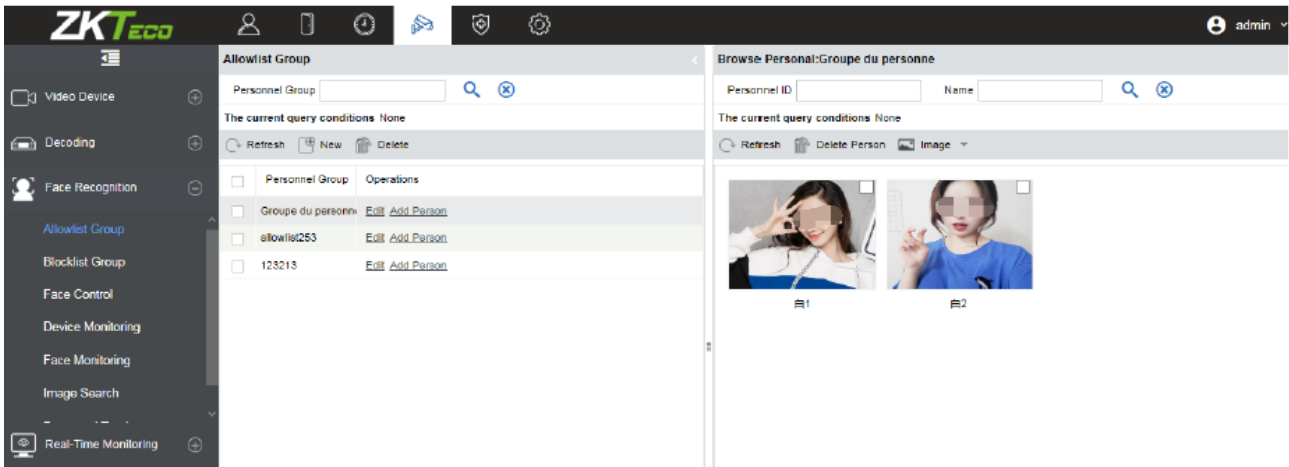 ZKTeco
admin
Allowlist Group
Browse Personal:Groupe du personne
Video Device
Personnel Group
Personnel ID
Name
The current query conditions None
The current query conditions None
Decoding
Refresh New Delete
Refresh Delete Person Image
Personnel Group Operations
Face Recognition
Groupe du personn Edit Add Person
Allowlist Group
allowlist253 Edit Add Person
Blocklist Group
123213 Edit Add Person
Face Control
白1
白2
Device Monitoring
Face Monitoring
Image Search
Real-Time Monitoring